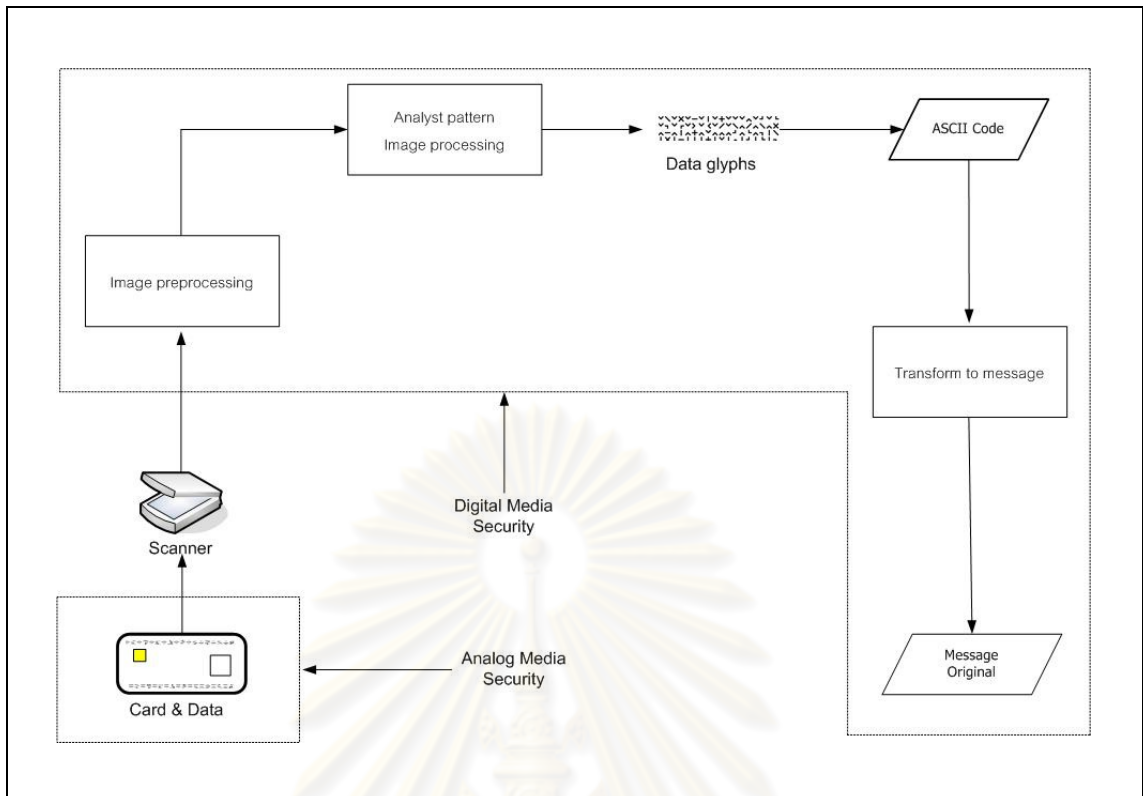 Analyst pattern
Image processing
Data glyphs
ASCII Code
Image preprocessing
Transform to message
Digital Media
Security
Scanner
Analog Media
Security
Card & Data
Message
Original